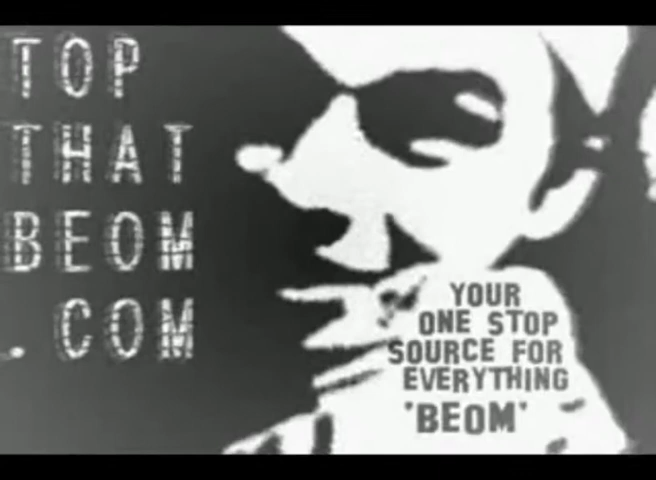 TOP
THAT
BEOM
.COM
YOUR
ONE STOP
SOURCE FOR
EVERYTHING
'BEOM'